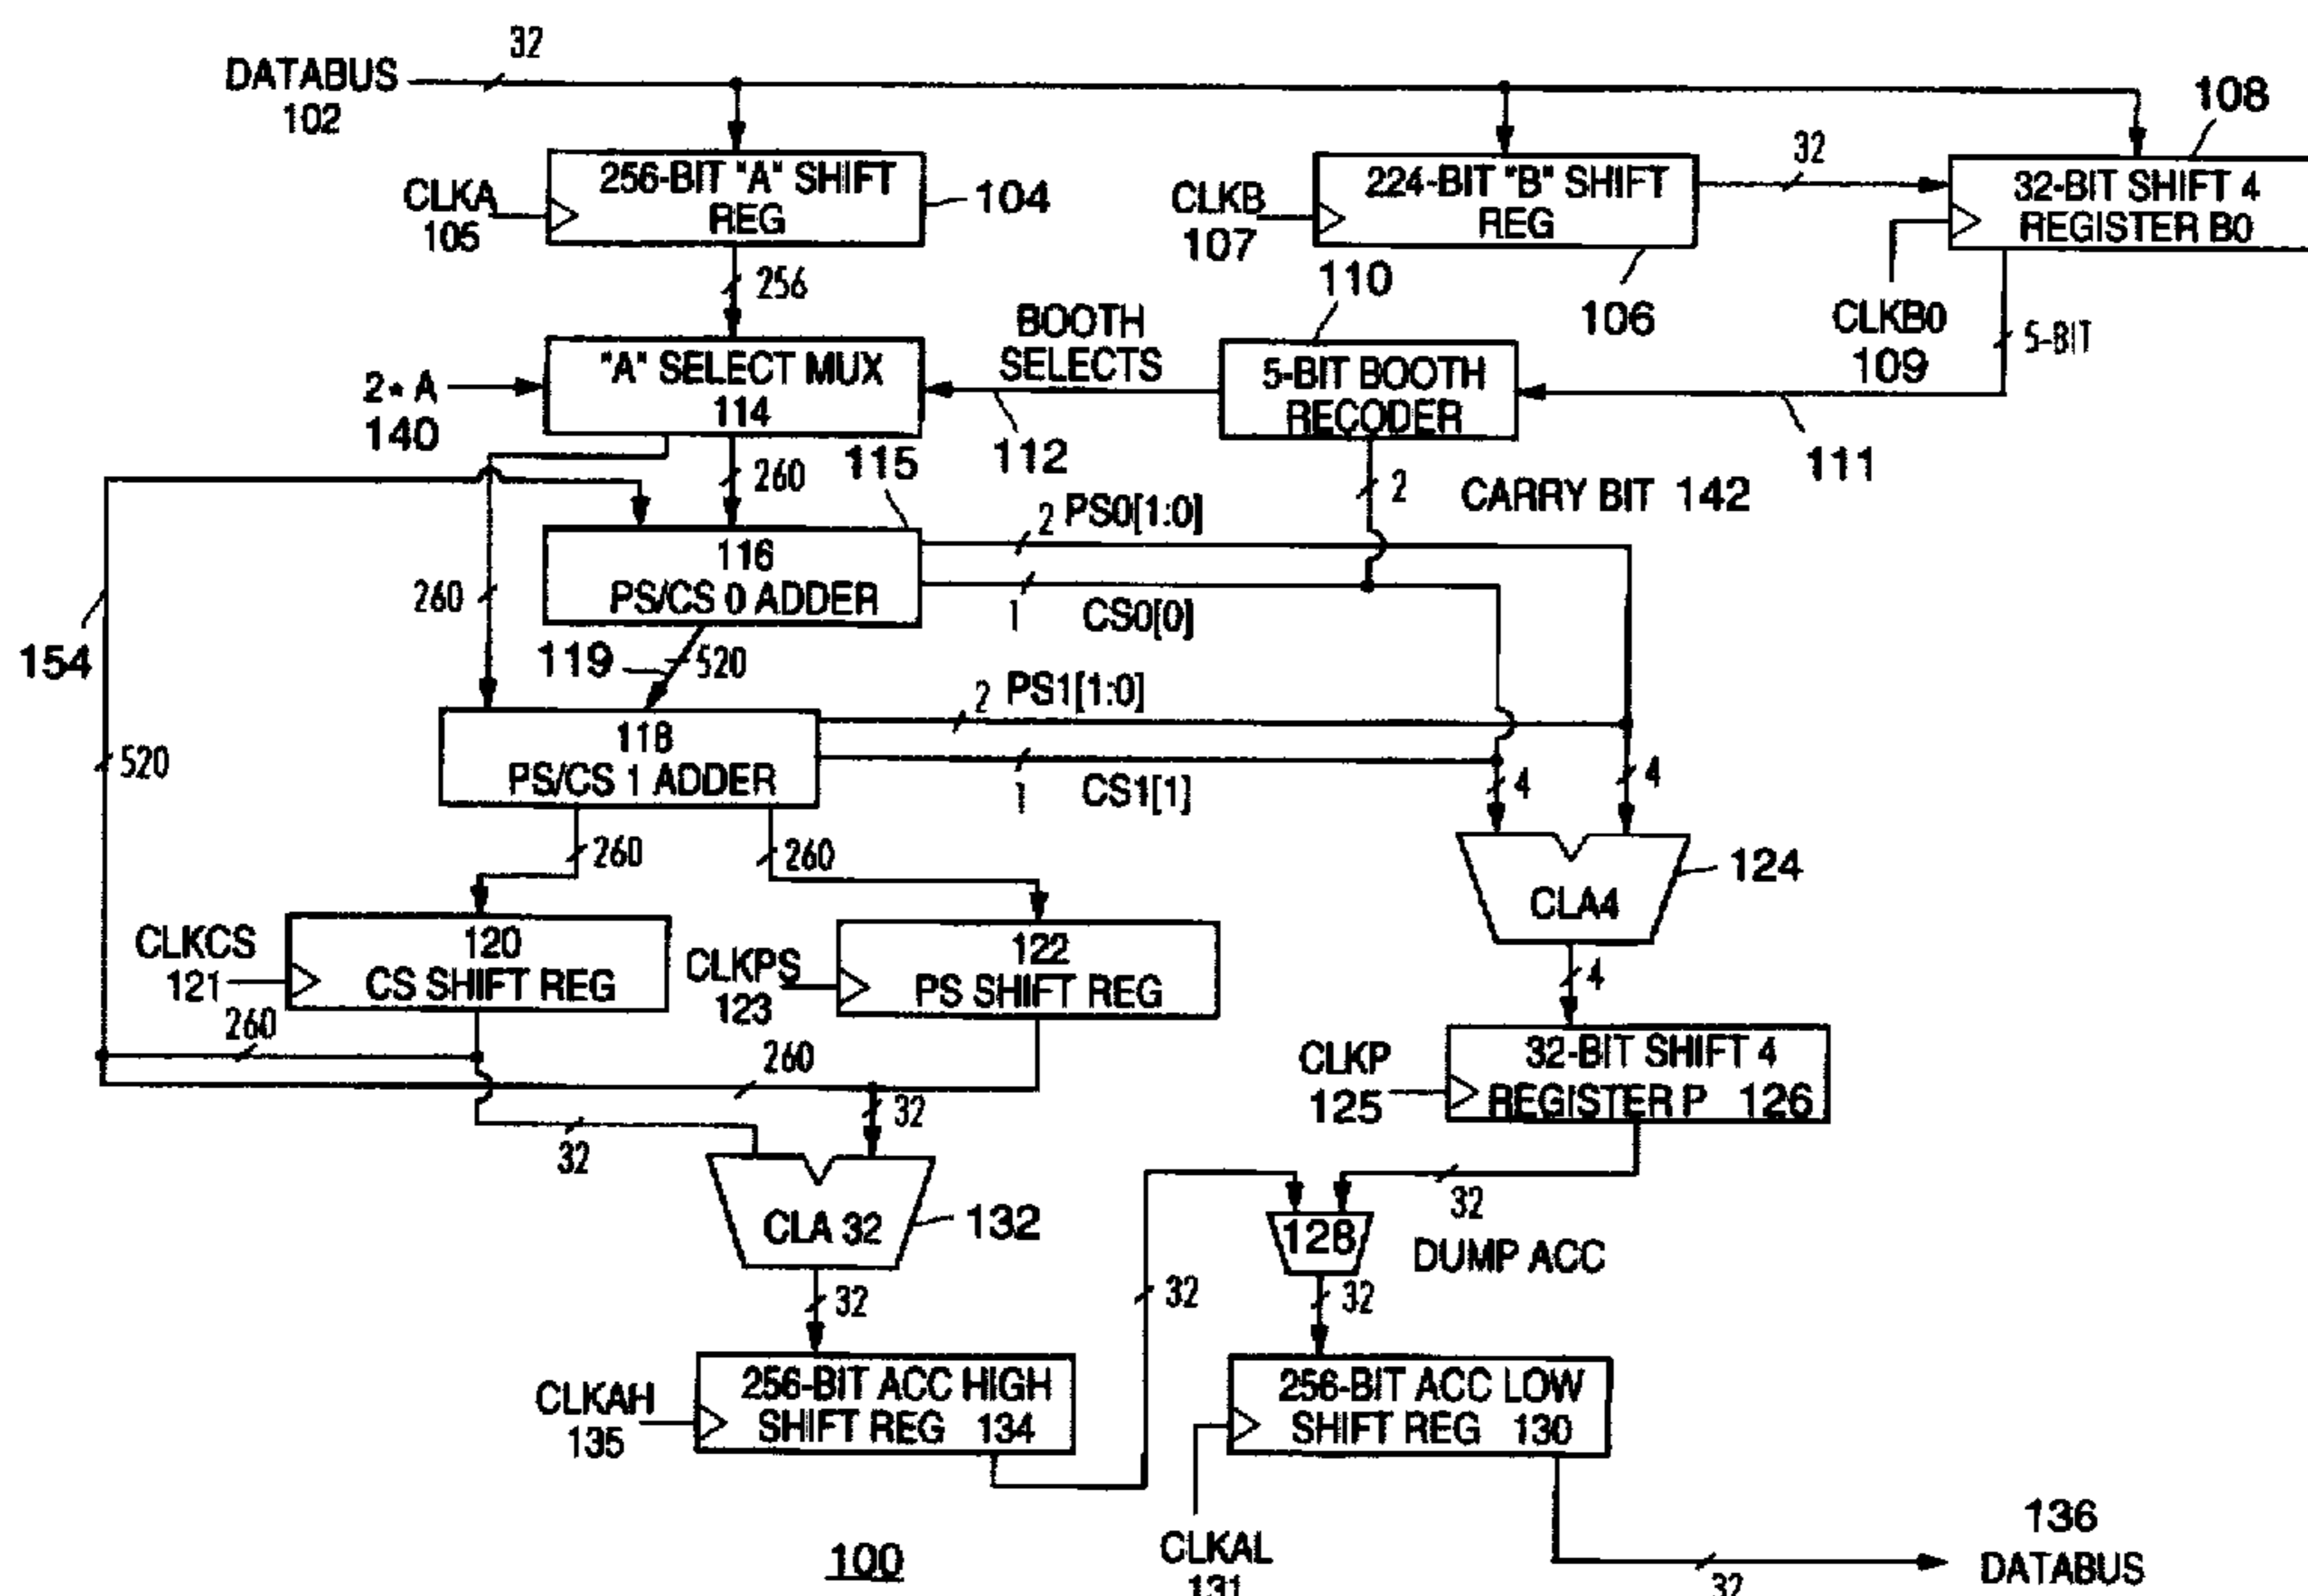 32
DATABUS
102
108
256-BIT "A" SHIFT
REG
CLKA
105
104
CLKB
107
224-BIT "B" SHIFT
REG
106
32
32-BIT SHIFT 4
REGISTER B0
CLKB0
109
5-BIT
256
110
BOOTH
SELECTS
2*A
140
"A" SELECT MUX
114
5-BIT BOOTH
RECODER
112
111
115
260
2
CARRY BIT 142
2 PS0[1:0]
116
PS/CS 0 ADDER
1 CS0[0]
260
154
119
520
2 PS1[1:0]
118
PS/CS 1 ADDER
1 CS1[1]
520
4
4
260
260
124
CLA4
CLKCS
121
120
CS SHIFT REG
CLKPS
123
122
PS SHIFT REG
4
260
260
CLKP
125
32-BIT SHIFT 4
REGISTER P 126
32
32
32
CLA 32
132
128
DUMP ACC
32
32
32
CLKAH
135
256-BIT ACC HIGH
SHIFT REG 134
256-BIT ACC LOW
SHIFT REG 130
100
CLKAL
131
32
136
DATABUS